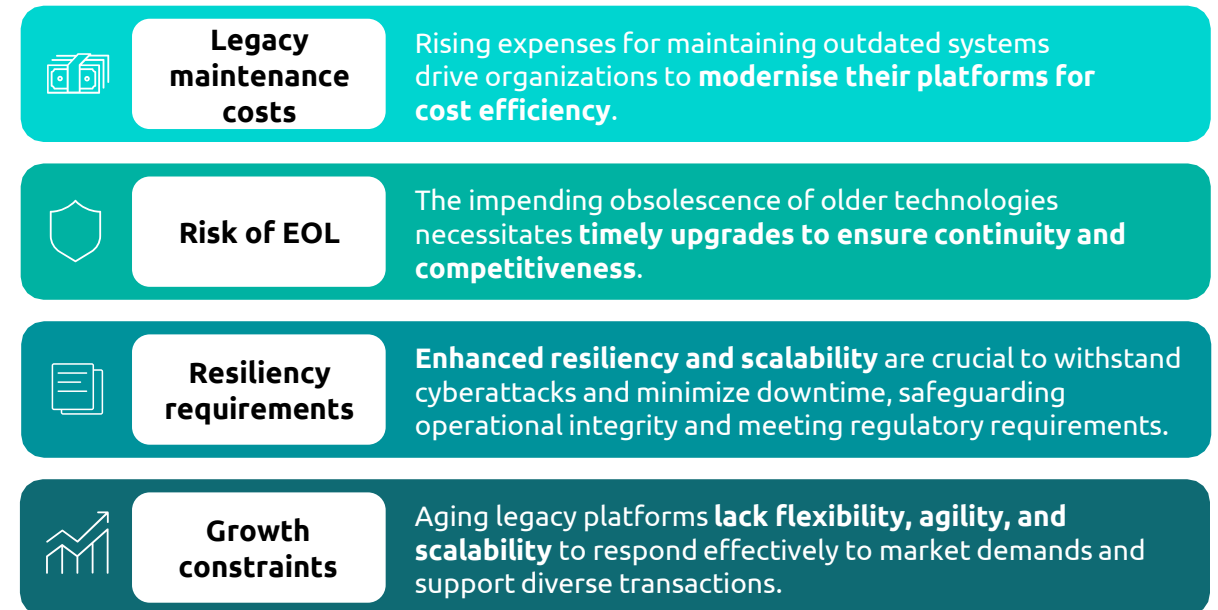 Legacy
maintenance
costs
Rising expenses for maintaining outdated systems
drive organizations to modernise their platforms for
cost efficiency.
Risk of EOL
The impending obsolescence of older technologies
necessitates timely upgrades to ensure continuity and
competitiveness.
Resiliency
requirements
Enhanced resiliency and scalability are crucial to withstand
cyberattacks and minimize downtime, safeguarding
operational integrity and meeting regulatory requirements.
Growth
constraints
Aging legacy platforms lack flexibility, agility, and
scalability to respond effectively to market demands and
support diverse transactions.